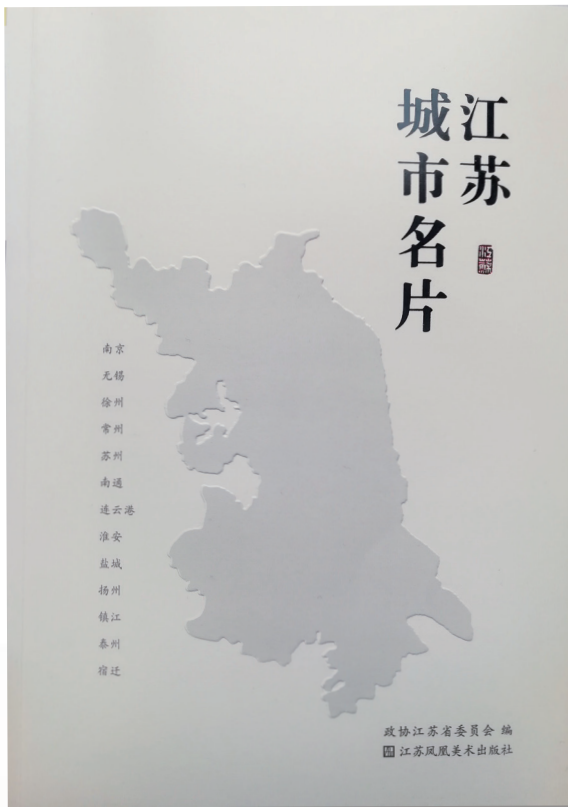 江苏
城市名片
江苏
南京
无锡
徐州
常州
苏州
南通
连云港
淮安
盐城
扬州
镇江
泰州
宿迁
政协江苏省委员会 编
江苏凤凰美术出版社